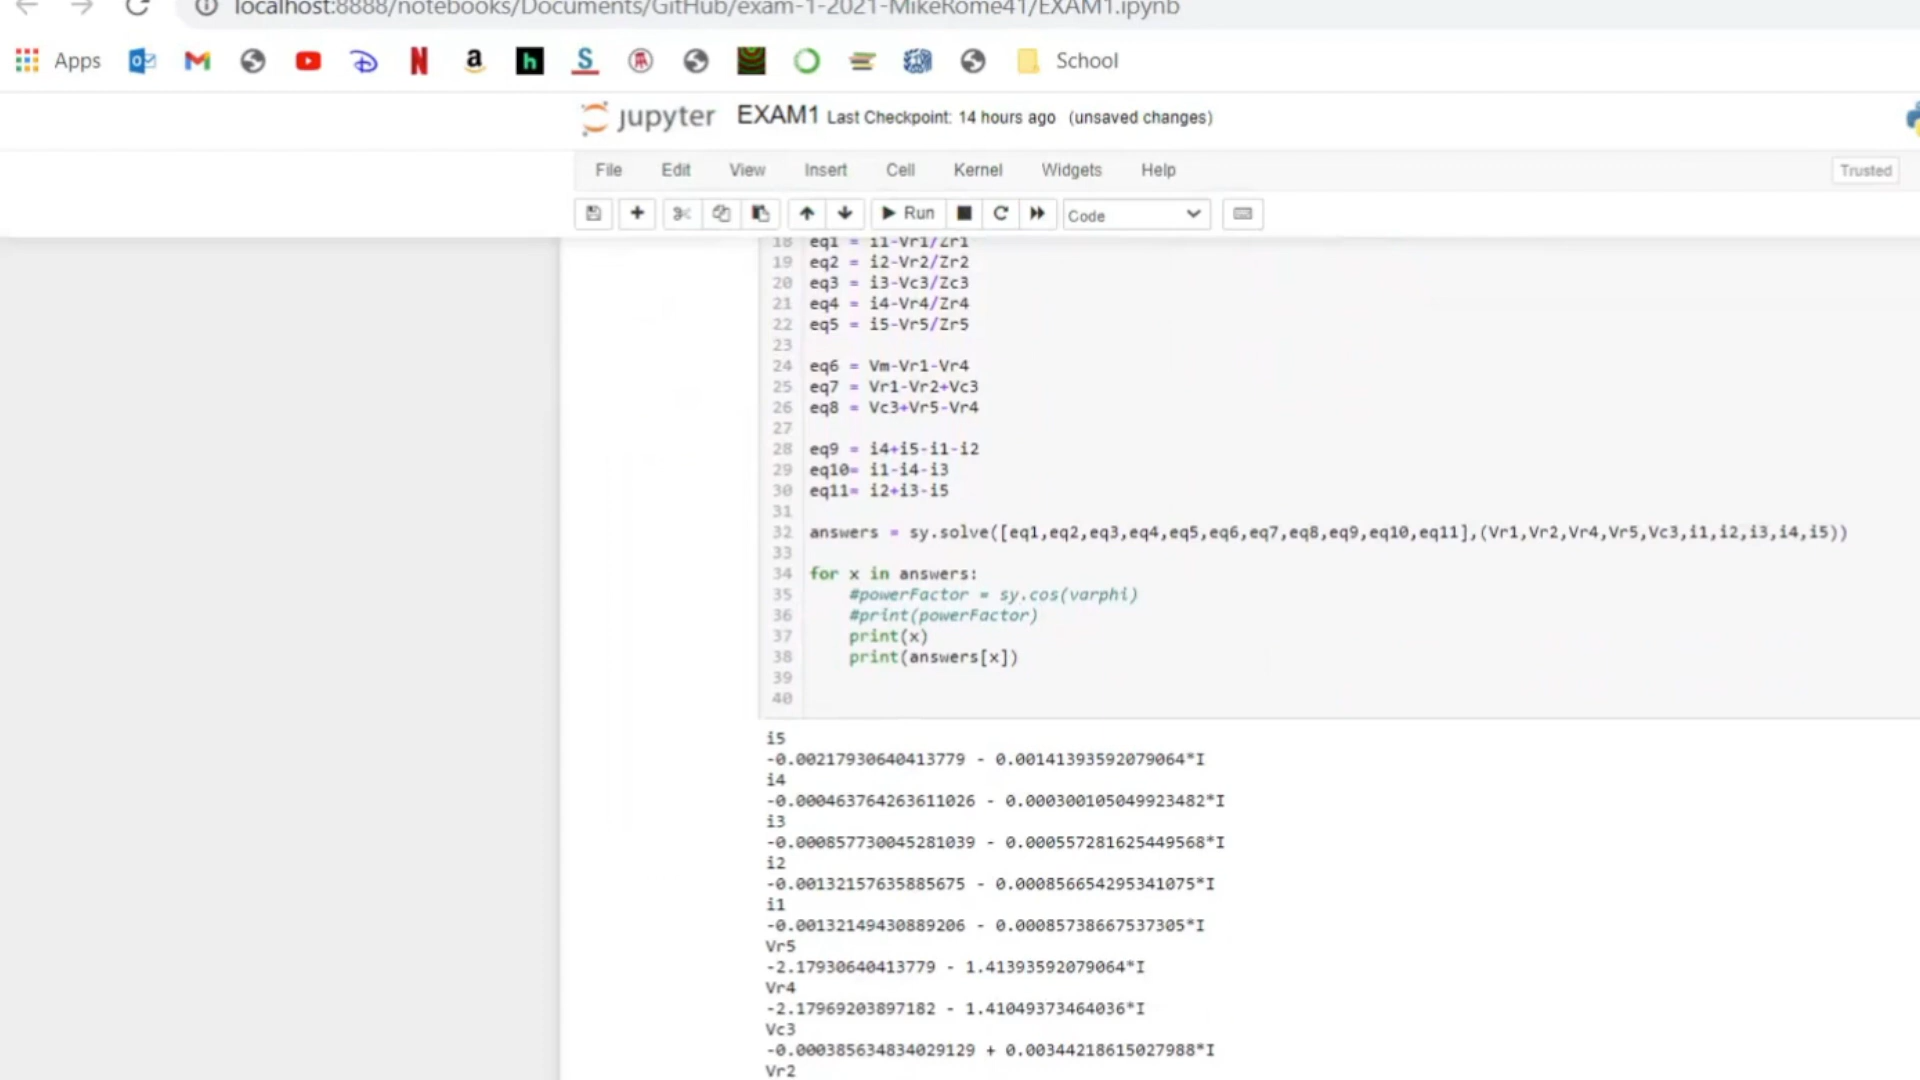 localhost:8888/notebooks/Documents/GitHub/exam-1-2021-MikeRome41/EXAM1.ipynb
Apps
School
jupyter EXAM1 Last Checkpoint: 14 hours ago (unsaved changes)
File Edit View Insert Cell Kernel Widgets Help Trusted
Run Code
18 eq1 = i1-Vr1/Zr1
19 eq2 = i2-Vr2/Zr2
20 eq3 = i3-Vc3/Zc3
21 eq4 = i4-Vr4/Zr4
22 eq5 = i5-Vr5/Zr5
23
24 eq6 = Vm-Vr1-Vr4
25 eq7 = Vr1-Vr2+Vc3
26 eq8 = Vc3+Vr5-Vr4
27
28 eq9 = i4+i5-i1-i2
29 eq10= i1-i4-i3
30 eq11= i2+i3-i5
31
32 answers = sy.solve([eq1,eq2,eq3,eq4,eq5,eq6,eq7,eq8,eq9,eq10,eq11],(Vr1,Vr2,Vr4,Vr5,Vc3,i1,i2,i3,i4,i5))
33
34 for x in answers:
35 #powerFactor = sy.cos(varphi)
36 #print(powerFactor)
37 print(x)
38 print(answers[x])
39
40
i5
-0.00217930640413779 - 0.00141393592079064*I
i4
-0.000463764263611026 - 0.000300105049923482*I
i3
-0.000857730045281039 - 0.000557281625449568*I
i2
-0.00132157635885675 - 0.000856654295341075*I
i1
-0.00132149430889206 - 0.00085738667537305*I
Vr5
-2.17930640413779 - 1.41393592079064*I
Vr4
-2.17969203897182 - 1.41049373464036*I
Vc3
-0.000385634834029129 + 0.00344218615027988*I
Vr2